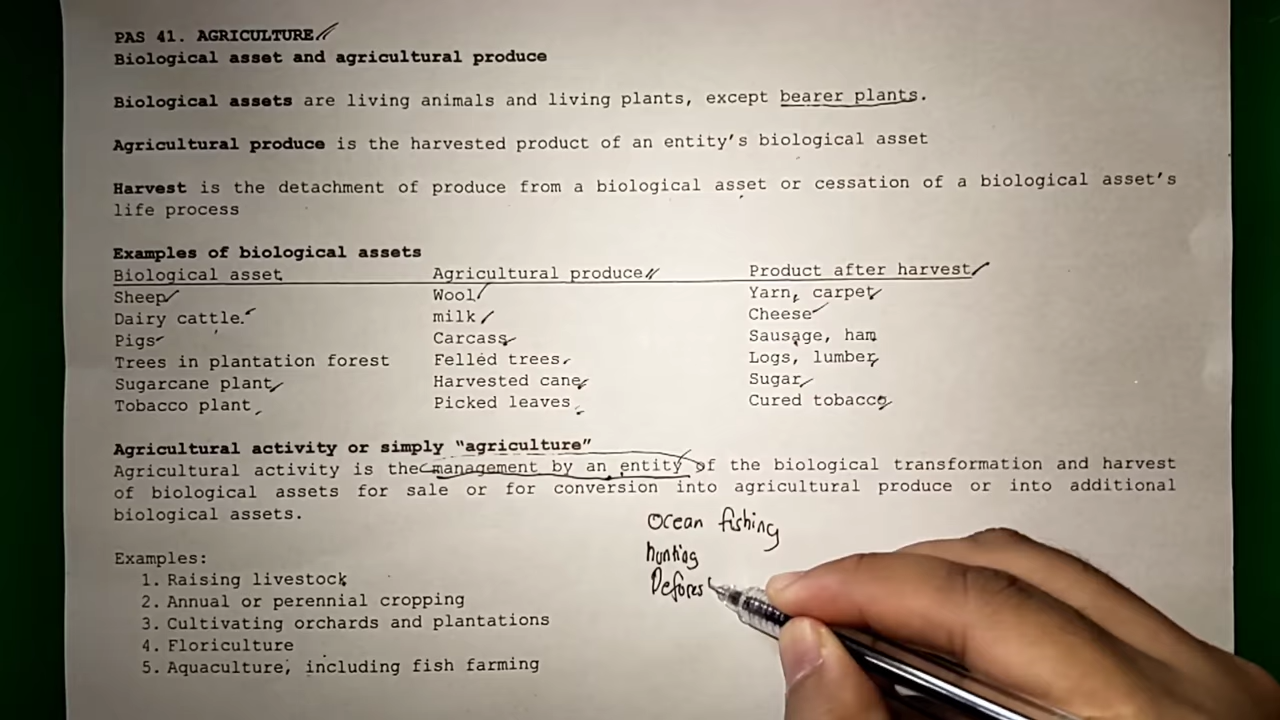 PAS 41. AGRICULTURE
Biological asset and agricultural produce
Biological assets are living animals and living plants, except bearer plants.
Agricultural produce is the harvested product of an entity's biological asset
Harvest is the detachment of produce from a biological asset or cessation of a biological asset's
life process
Examples of biological assets
Biological asset Agricultural produce Product after harvest
Sheep Wool Yarn, carpet
Dairy cattle. milk Cheese
Pigs Carcass Sausage, ham
Trees in plantation forest Felled trees Logs, lumber
Sugarcane plant Harvested cane Sugar
Tobacco plant Picked leaves Cured tobacco
Agricultural activity or simply "agriculture"
Agricultural activity is the management by an entity of the biological transformation and harvest
of biological assets for sale or for conversion into agricultural produce or into additional
biological assets.
Ocean fishing
hunting
Defores
Examples:
1. Raising livestock
2. Annual or perennial cropping
3. Cultivating orchards and plantations
4. Floriculture
5. Aquaculture, including fish farming